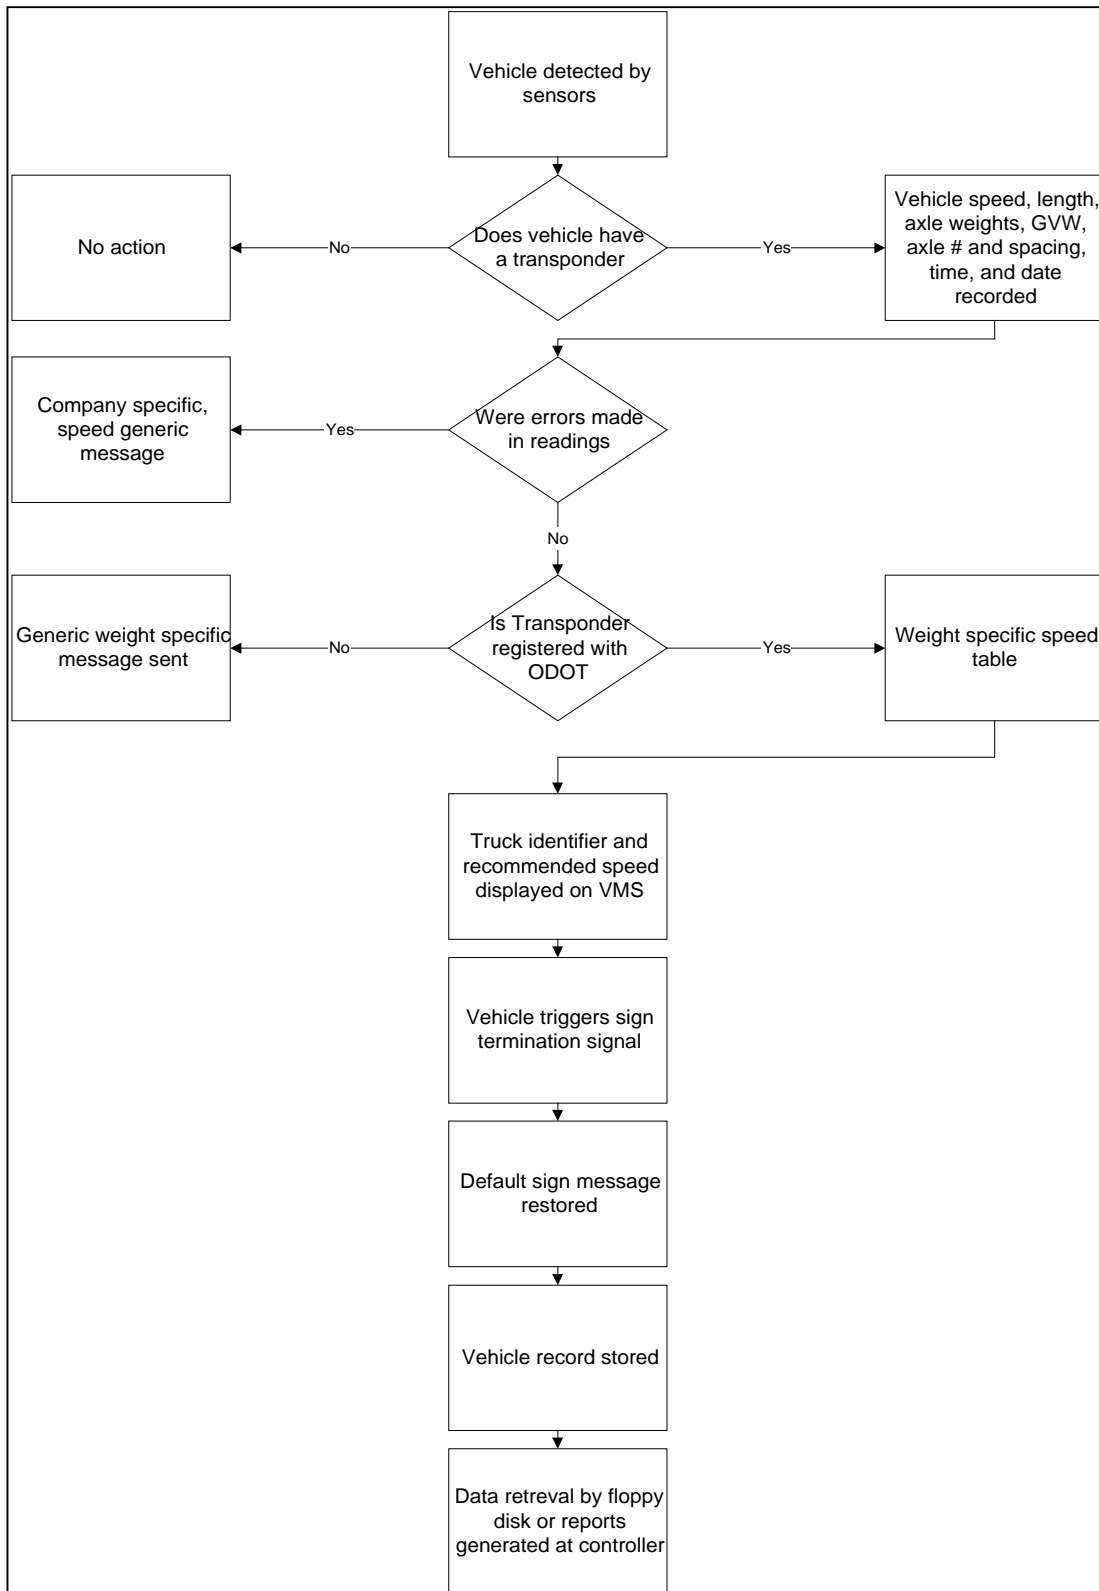 Vehicle detected by
sensors
No action
No
Does vehicle have
a transponder
Yes
Vehicle speed, length,
axle weights, GVW,
axle # and spacing,
time, and date
recorded
Company specific,
speed generic
message
Yes
Were errors made
in readings
No
Generic weight specific
message sent
No
Is Transponder
registered with
ODOT
Yes
Weight specific speed
table
Truck identifier and
recommended speed
displayed on VMS
Vehicle triggers sign
termination signal
Default sign message
restored
Vehicle record stored
Data retreval by floppy
disk or reports
generated at controller